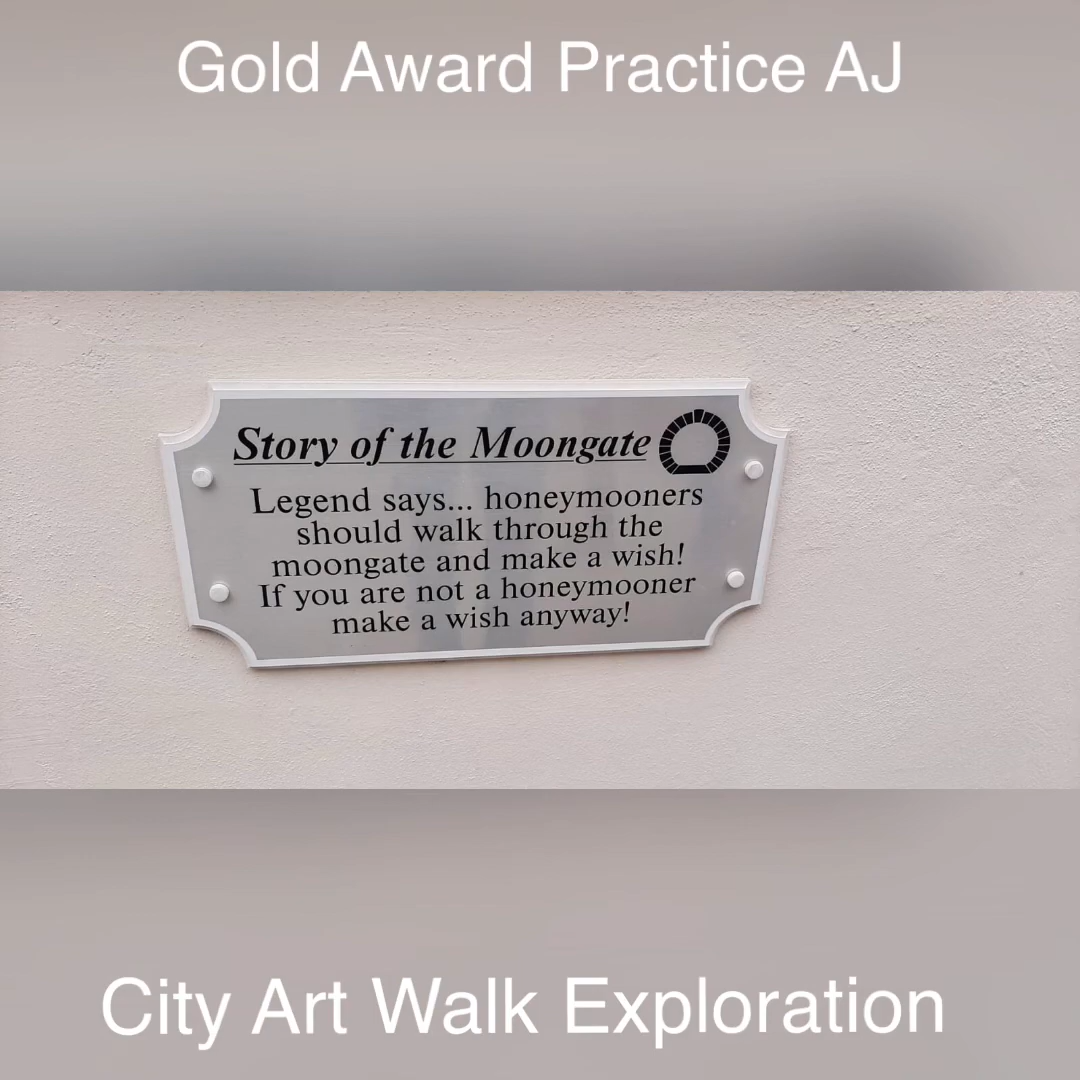 Gold Award Practice AJ
Story of the Moongate
Legend says... honeymooners
should walk through the
moongate and make a wish!
If you are not a honeymooner
make a wish anyway!
City Art Walk Exploration